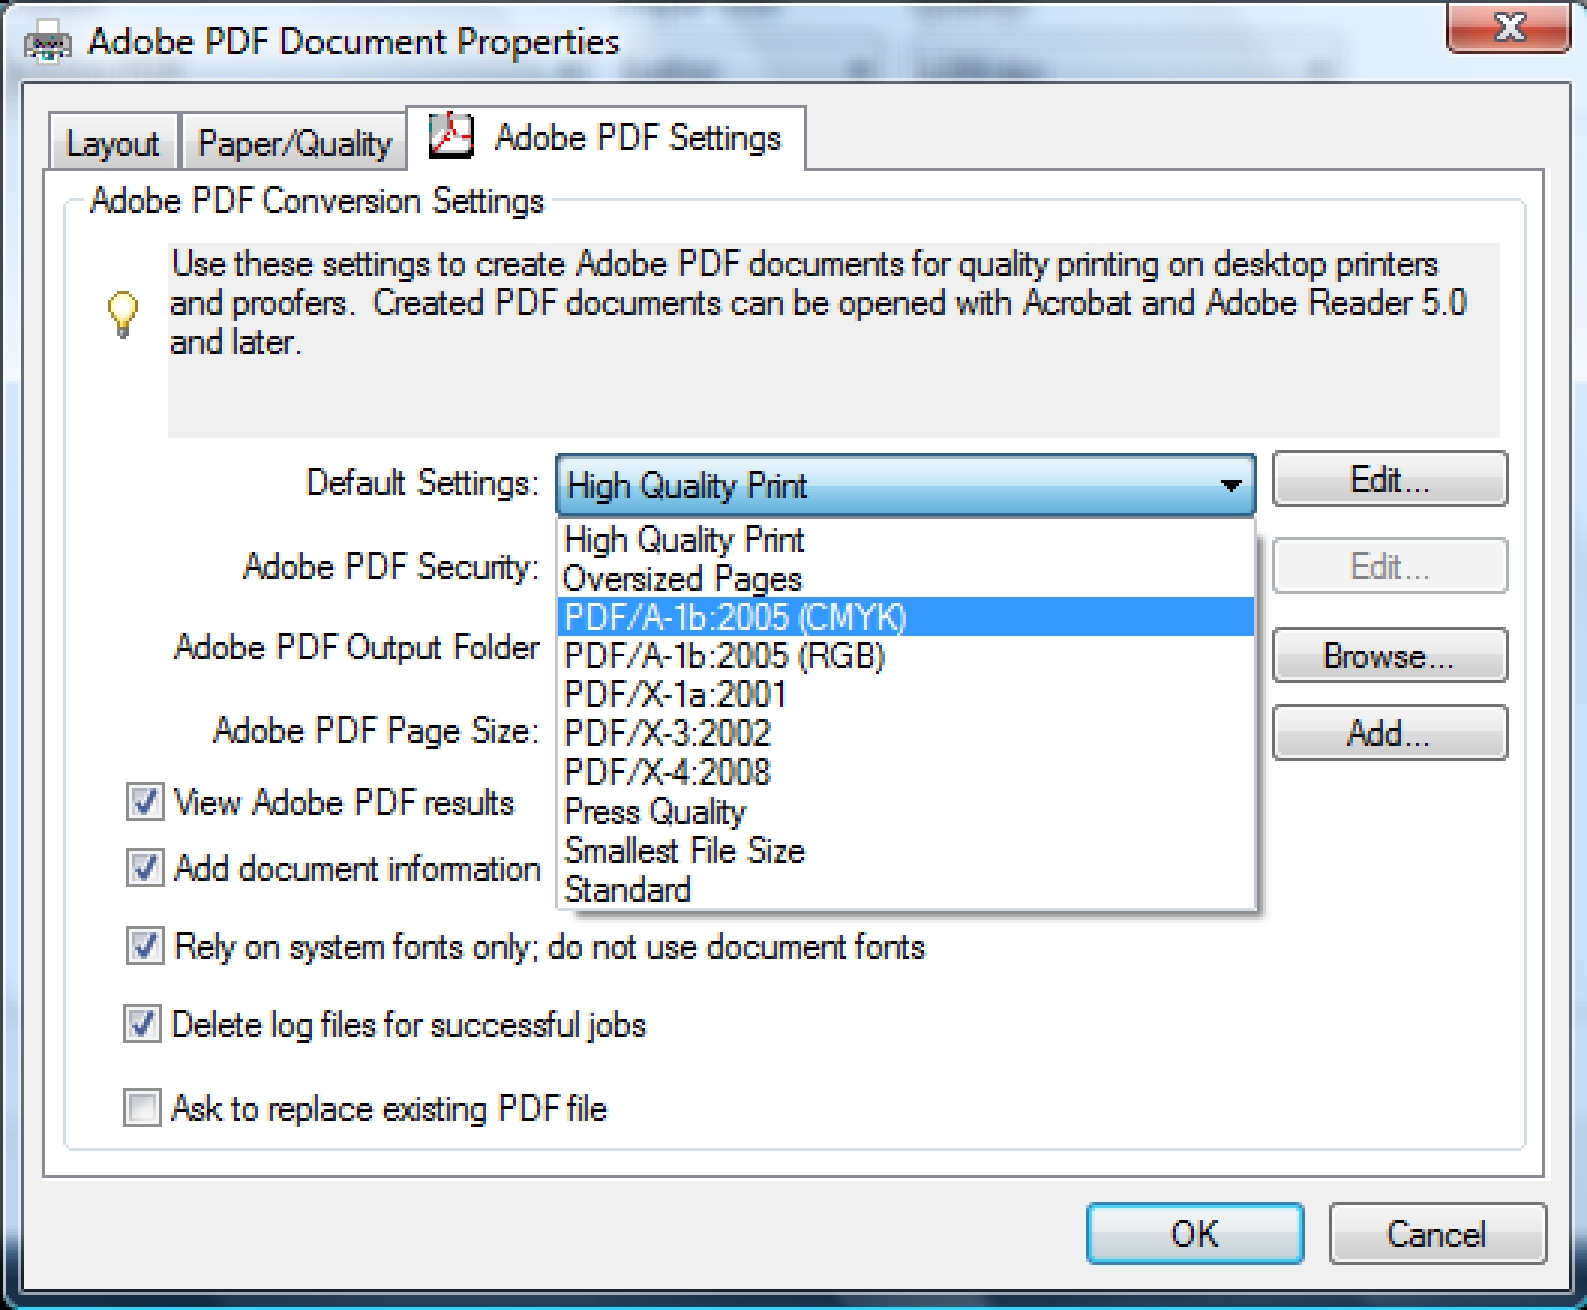 Adobe PDF Document Properties
Layout
Paper/Quality
Adobe PDF Settings
Adobe PDF Conversion Settings
Use these settings to create Adobe PDF documents for quality printing on desktop printers
and proofers.  Created PDF documents can be opened with Acrobat and Adobe Reader 5.0
and later.
Default Settings:
High Quality Print
Edit...
High Quality Print
Oversized Pages
PDF/A-1b:2005 (CMYK)
PDF/A-1b:2005 (RGB)
PDF/X-1a:2001
PDF/X-3:2002
PDF/X-4:2008
Press Quality
Smallest File Size
Standard
Adobe PDF Security:
Edit...
Adobe PDF Output Folder
Browse...
Adobe PDF Page Size:
Add...
View Adobe PDF results
Add document information
Rely on system fonts only; do not use document fonts
Delete log files for successful jobs
Ask to replace existing PDF file
OK
Cancel